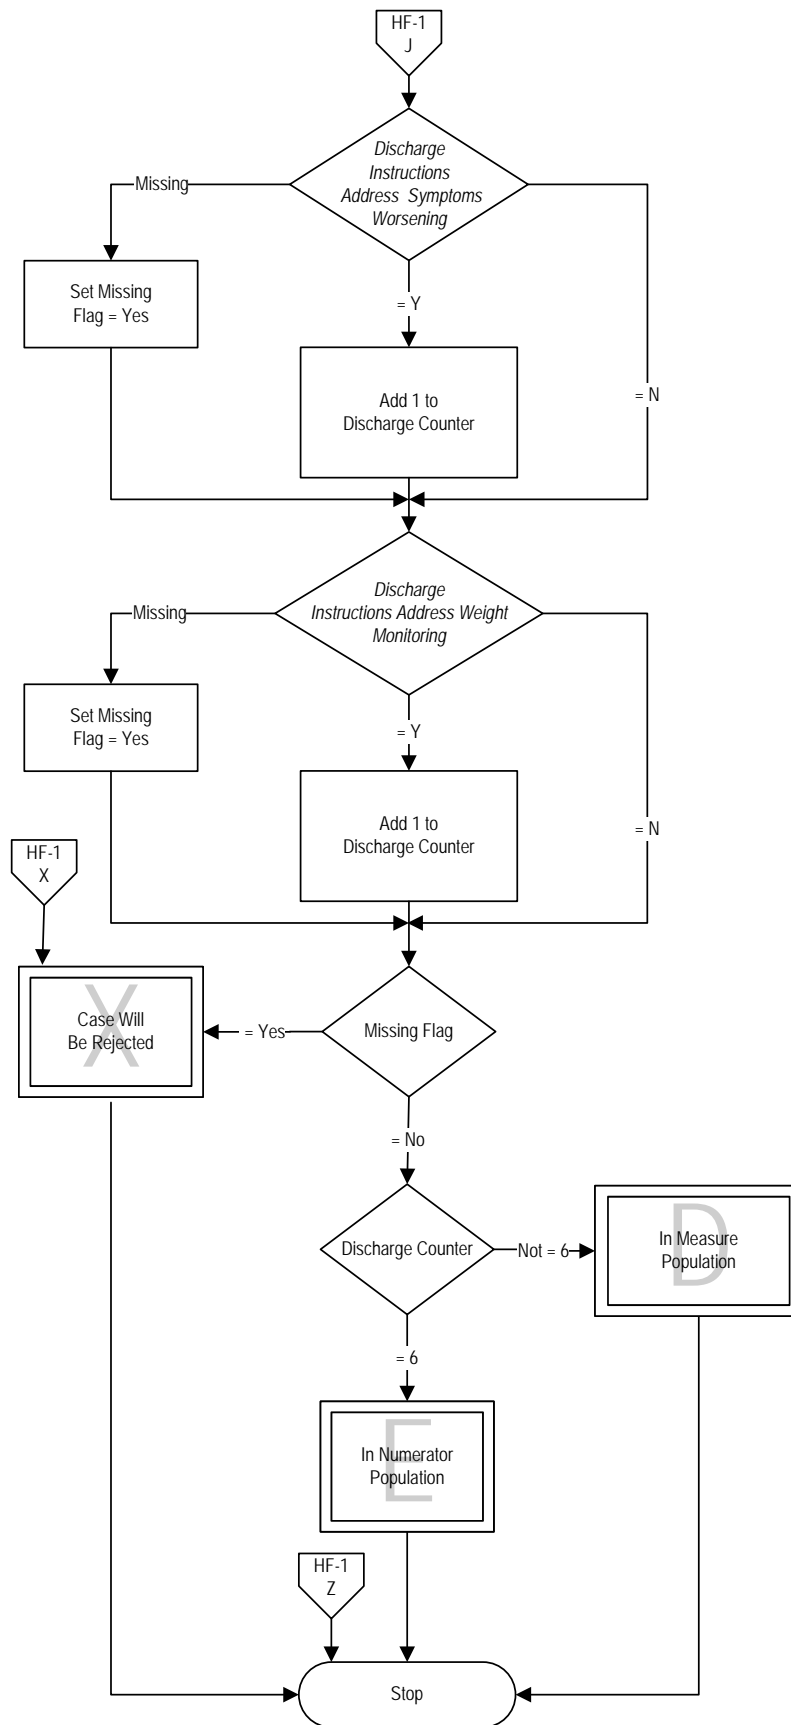 HF-1
J
Discharge
Instructions
Address Symptoms
Worsening
Missing
Set Missing
Flag = Yes
= Y
Add 1 to
Discharge Counter
= N
Discharge
Instructions Address Weight
Monitoring
Missing
Set Missing
Flag = Yes
= Y
Add 1 to
Discharge Counter
= N
HF-1
X
X
Case Will
Be Rejected
= Yes
Missing Flag
= No
Discharge Counter
Not = 6
D
In Measure
Population
= 6
E
In Numerator
Population
HF-1
Z
Stop